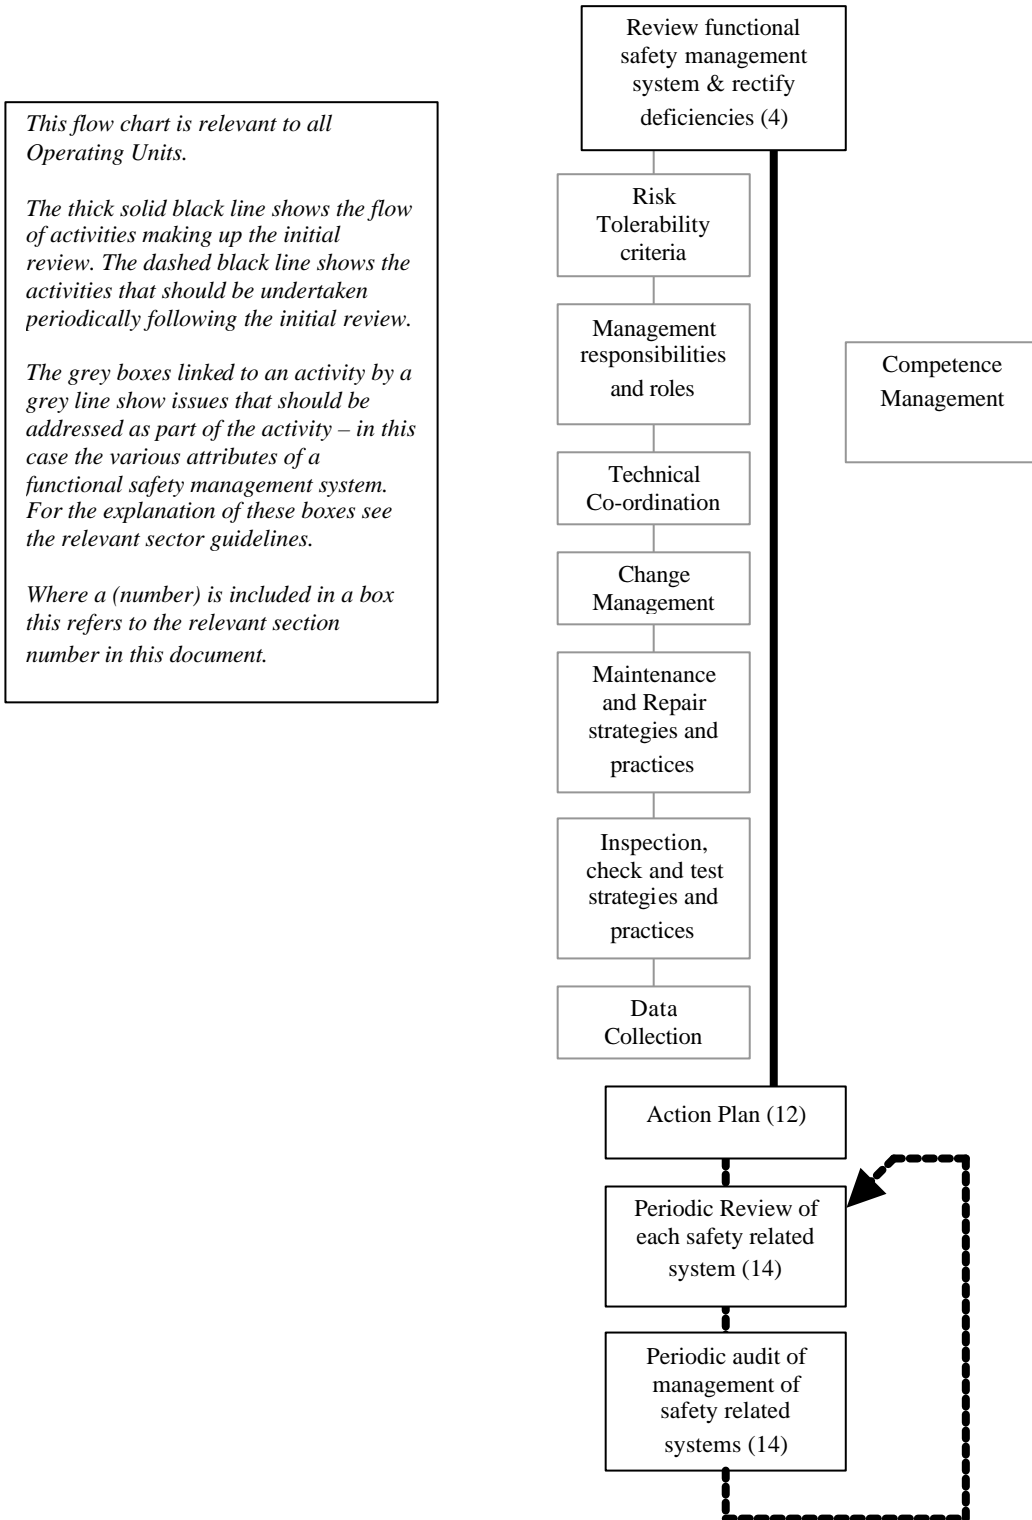 Review functional
safety management
system & rectify
deficiencies (4)
This flow chart is relevant to all
Operating Units.
The thick solid black line shows the flow
of activities making up the initial
review. The dashed black line shows the
activities that should be undertaken
periodically following the initial review.
The grey boxes linked to an activity by a
grey line show issues that should be
addressed as part of the activity – in this
case the various attributes of a
functional safety management system.
For the explanation of these boxes see
the relevant sector guidelines.
Where a (number) is included in a box
this refers to the relevant section
number in this document.
Risk
Tolerability
criteria
Management
responsibilities
and roles
Competence
Management
Technical
Co-ordination
Change
Management
Maintenance
and Repair
strategies and
practices
Inspection,
check and test
strategies and
practices
Data
Collection
Action Plan (12)
Periodic Review of
each safety related
system (14)
Periodic audit of
management of
safety related
systems (14)